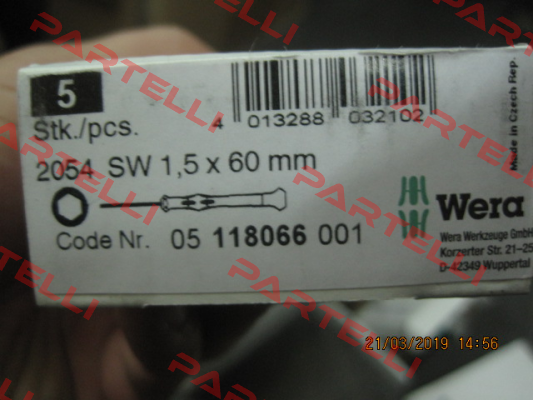 5
Stk./pcs.
4 013288 032102
Made in Czech Rep.
2054 SW 1,5 x 60 mm
Code Nr. 05 118066 001
Wera
Wera Werkzeuge GmbH
Korzerter Str. 21-25
D-42349 Wuppertal
21/03/2019 14:56
PARTELLI
PARTELLI
PARTELLI
PARTELLI
PARTELLI
PARTELLI